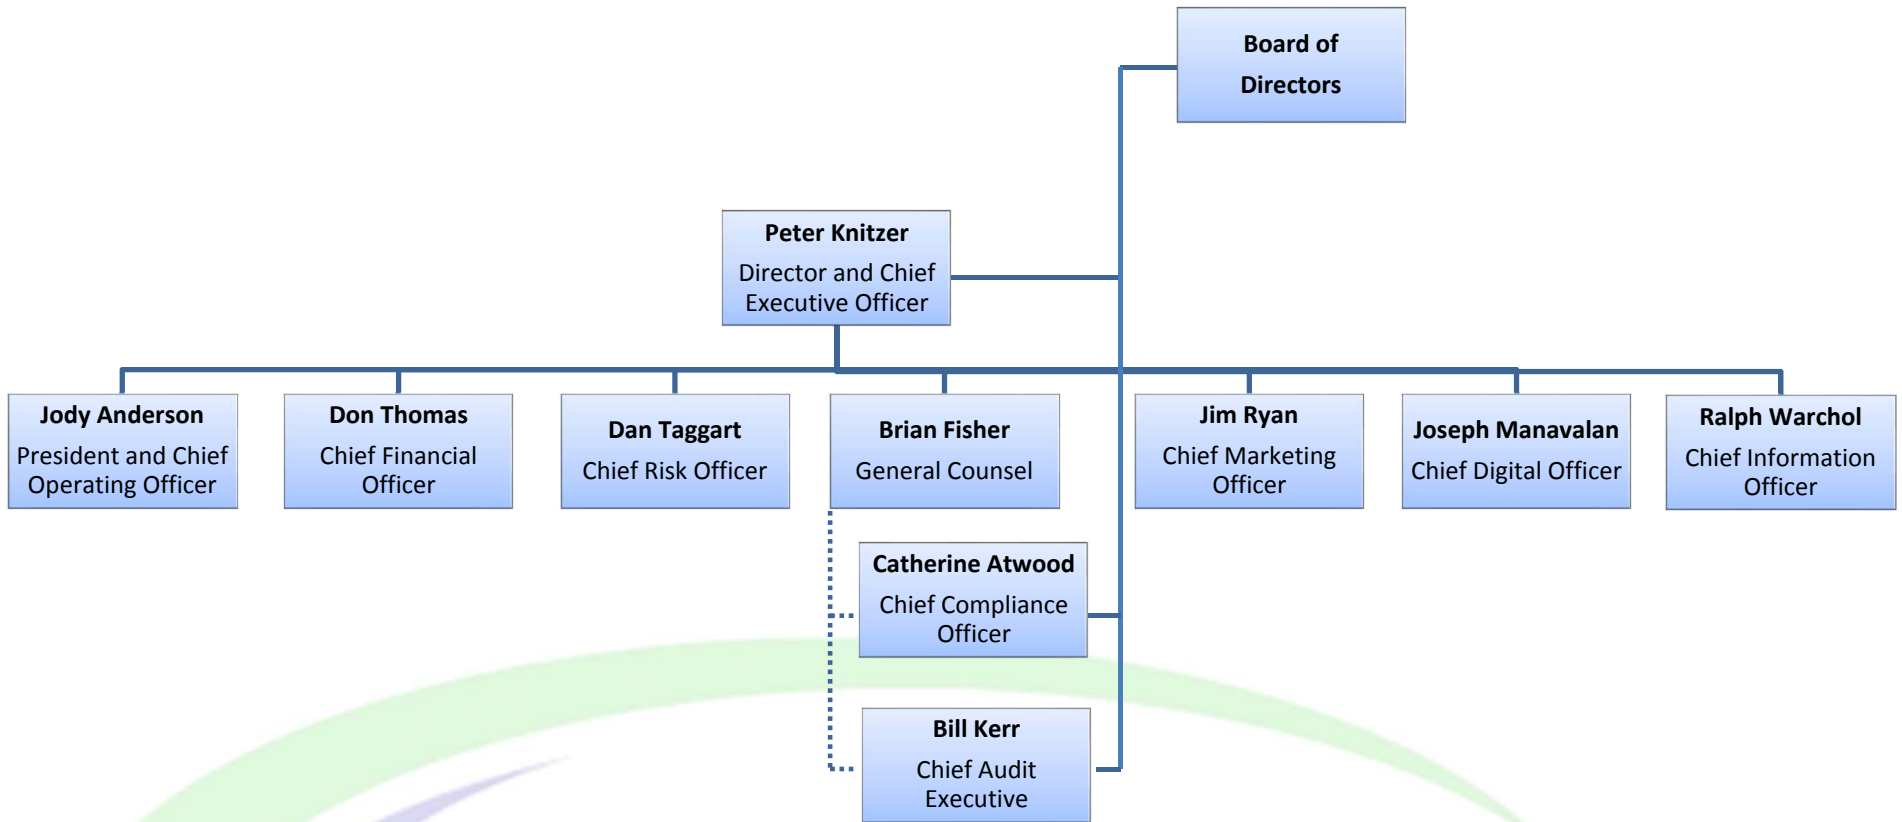 Board of
Directors
Peter Knitzer
Director and Chief
Executive Officer
Jody Anderson
President and Chief
Operating Officer
Don Thomas
Chief Financial
Officer
Dan Taggart
Chief Risk Officer
Brian Fisher
General Counsel
Jim Ryan
Chief Marketing
Officer
Joseph Manavalan
Chief Digital Officer
Ralph Warchol
Chief Information
Officer
Catherine Atwood
Chief Compliance
Officer
Bill Kerr
Chief Audit
Executive